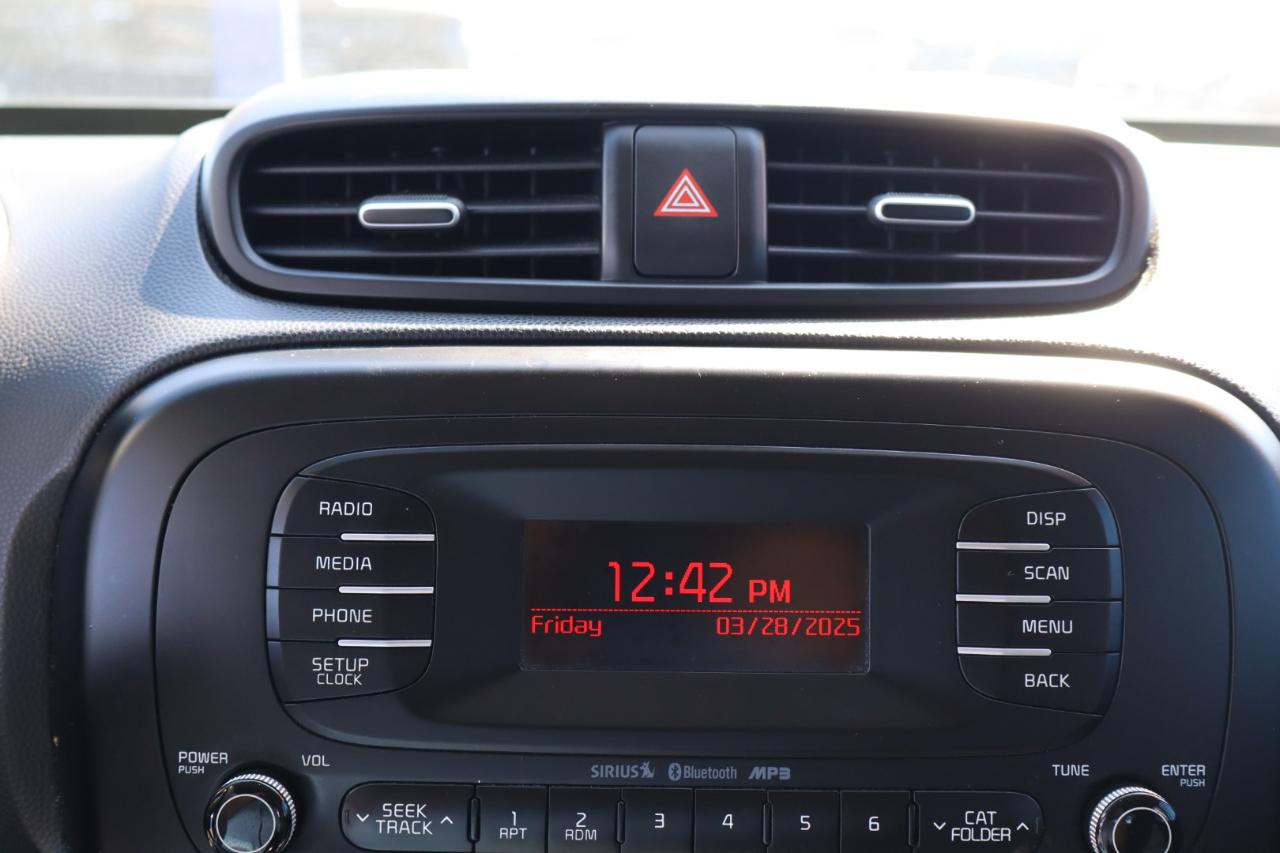 RADIO
MEDIA
PHONE
SETUP
CLOCK
12:42 PM
Friday 03/28/2025
DISP
SCAN
MENU
BACK
POWER
PUSH
VOL
SIRIUS Bluetooth MP3
TUNE
ENTER
PUSH
SEEK
TRACK
1
RPT
2
RDM
3
4
5
6
CAT
FOLDER